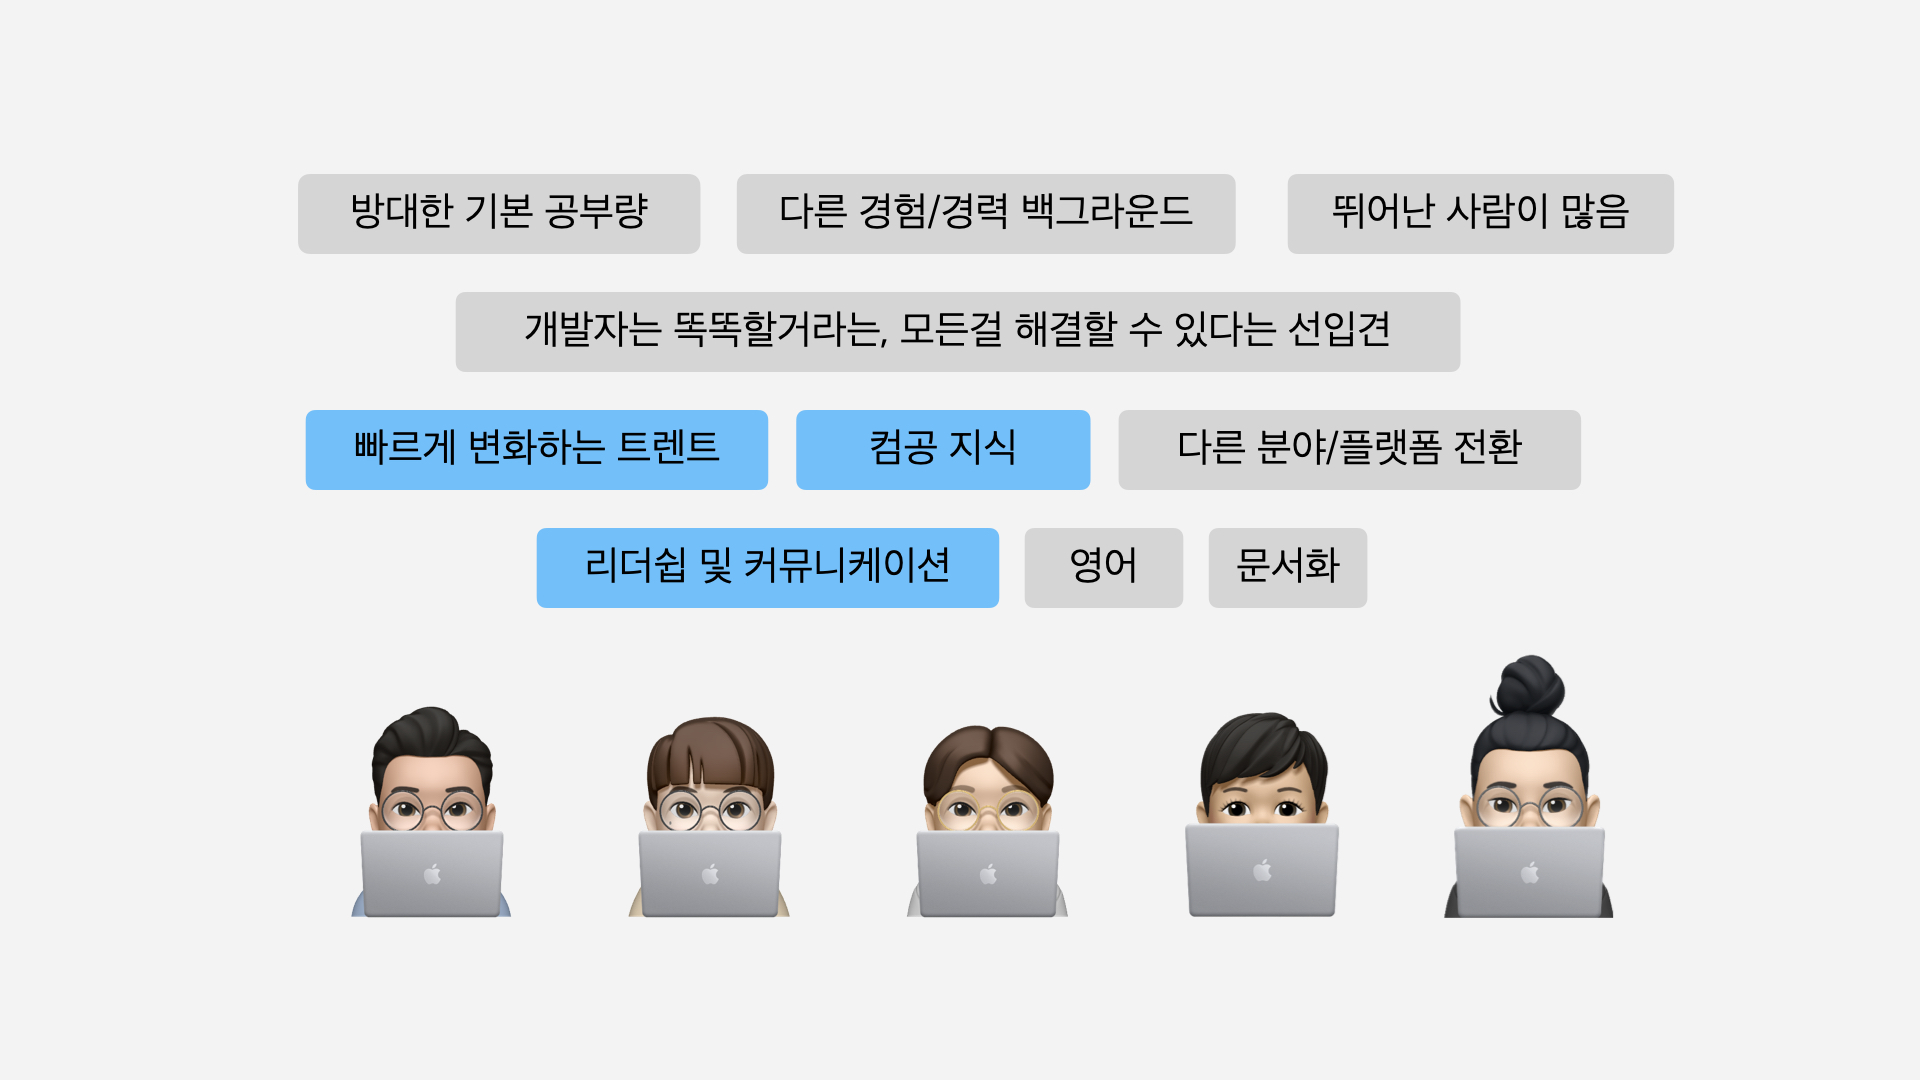 방대한 기본 공부량
다른 경험/경력 백그라운드
뛰어난 사람이 많음
개발자는 똑똑할거라는, 모든걸 해결할 수 있다는 선입견
빠르게 변화하는 트렌트
컴공 지식
다른 분야/플랫폼 전환
리더쉽 및 커뮤니케이션
영어
문서화